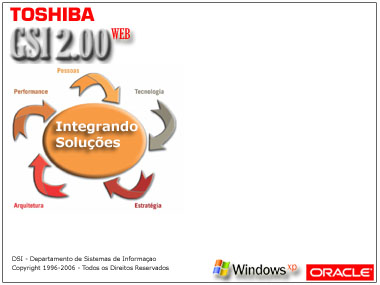 TOSHIBA
GSI 2.00 WEB
Pessoas
Performance
Tecnologia
Integrando
Soluções
Arquitetura
Estratégia
DSI - Departamento de Sistemas de Informaçao
Copyright 1996-2006 - Todos os Direitos Reservados
Windows xp
ORACLE